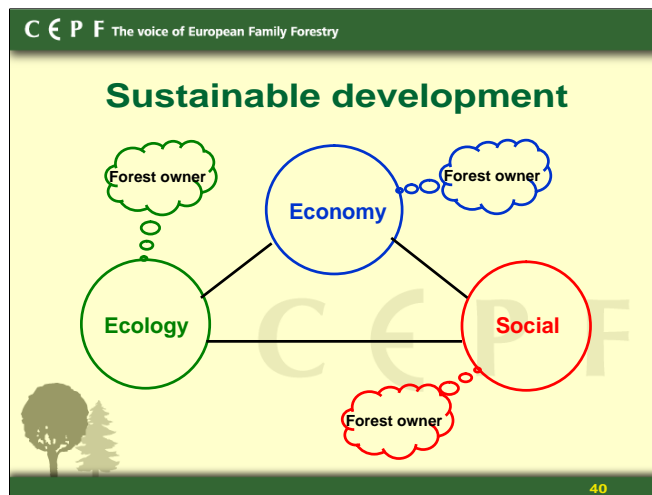 C € P F The voice of European Family Forestry
Sustainable development
Forest owner
Forest owner
Economy
Ecology
Social
C € P F
Forest owner
40